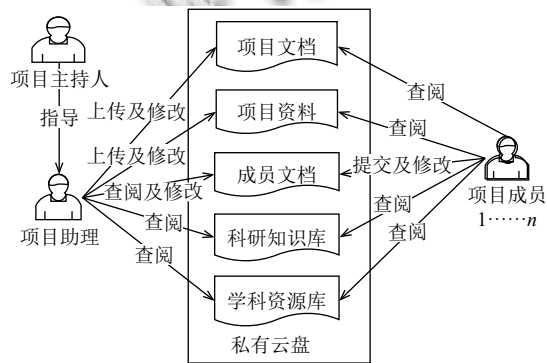 项目主持人
指导
项目助理
上传及修改
上传及修改
查阅及修改
查阅
查阅
项目文档
项目资料
成员文档
科研知识库
学科资源库
私有云盘
查阅
查阅
提交及修改
查阅
查阅
项目成员
1……n